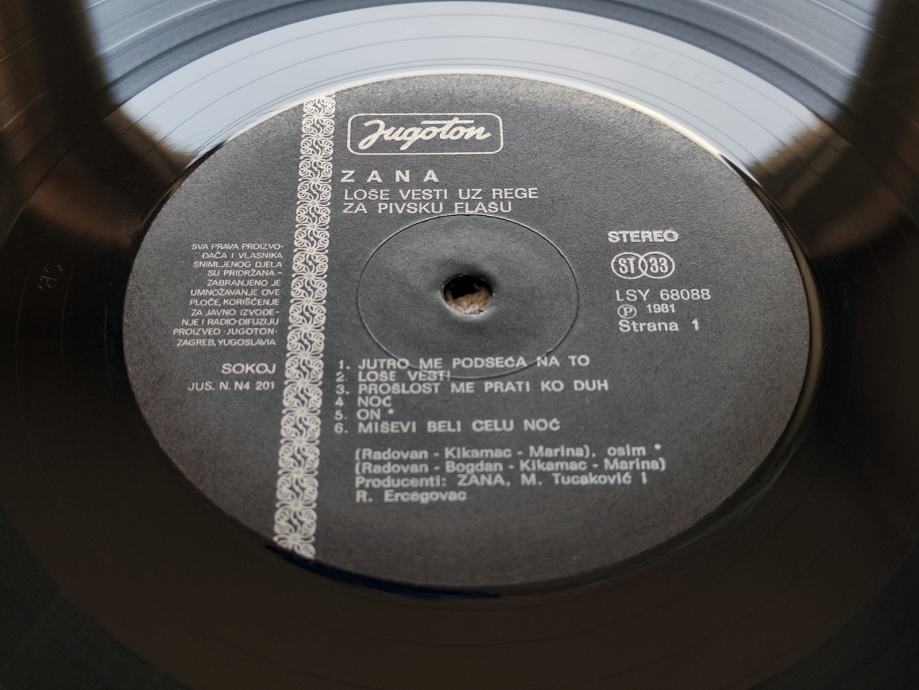 Jugoton
ZANA
LOŠE VESTI UZ REGE
ZA PIVSKU FLAŠU
SVA PRAVA PROIZVO-
ĐAČA I VLASNIKA
SNIMLJENOG DJELA
SU PRIDRŽANA -
ZABRANJENO JE
UMNOŽAVANJE OVE
PLOČE, KORIŠĆENJE
ZA JAVNO IZVOĐE-
NJE I RADIO-DIFUZIJU
PROIZVEO · JUGOTON ·
ZAGREB, YUGOSLAVIA
SOKOJ
JUS. N. N4 201
STEREO
ST 33
LSY 68088
℗ 1981
Strana 1
1. JUTRO ME PODSEĆA NA TO
2. LOŠE VESTI
3. PROŠLOST ME PRATI KO DUH
4. NOĆ
5. ON *
6. MIŠEVI BELI CELU NOĆ
(Radovan - Kikamac - Marina), osim *
(Radovan - Bogdan - Kikamac - Marina)
Producenti: ZANA, M. Tucaković i
R. Ercegovac